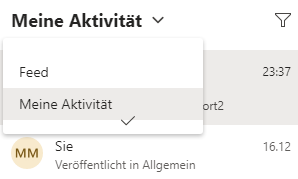 Meine Aktivität
Feed
23:37
Meine Aktivität
ort2
MM
Sie
16.12
Veröffentlicht in Allgemein